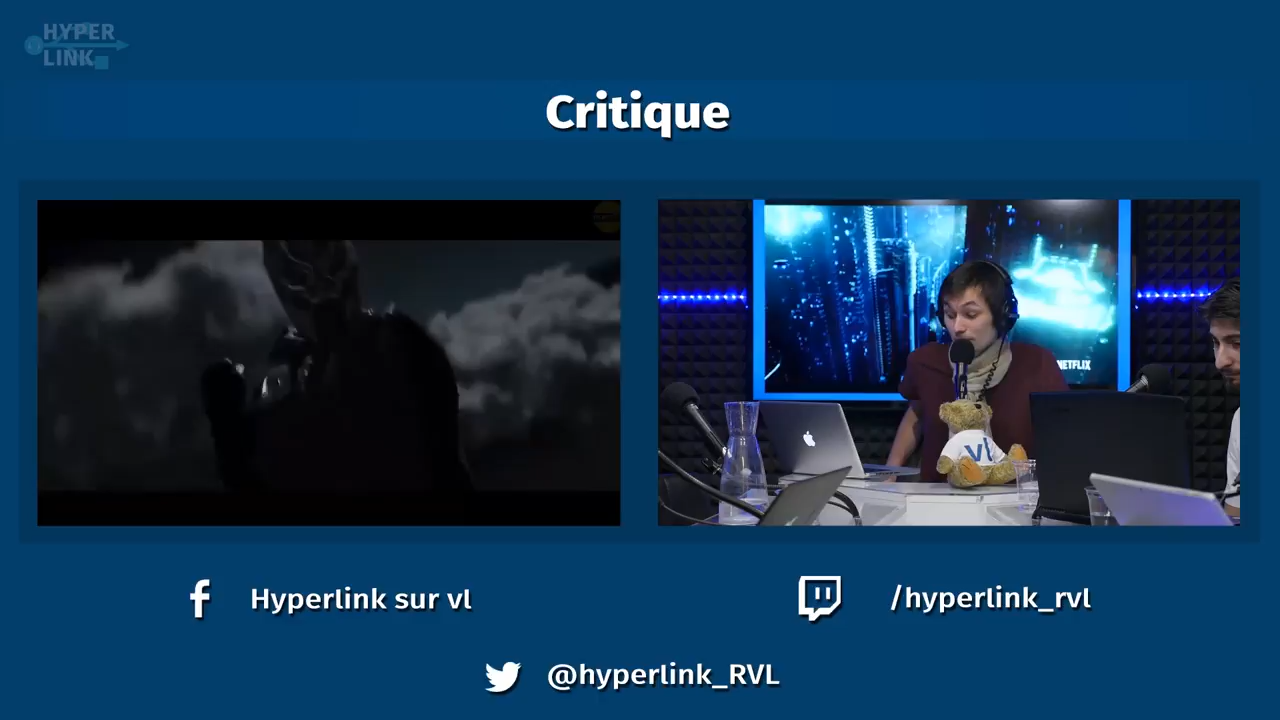 HYPER
LINK
Critique
NETFLIX
vl
Hyperlink sur vl
/hyperlink_rvl
@hyperlink_RVL